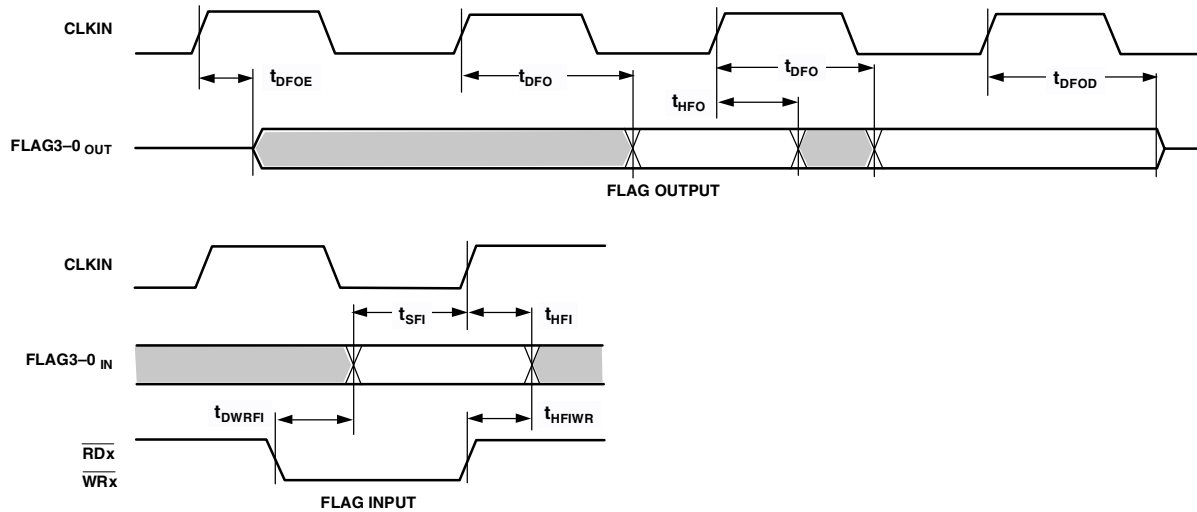 CLKIN
tDFOE
tDFO
tDFO
tHFO
tDFOD
FLAG3–0 OUT
FLAG OUTPUT
CLKIN
tSFI
tHFI
FLAG3–0 IN
tDWRFI
tHFIWR
RDx
WRx
FLAG INPUT